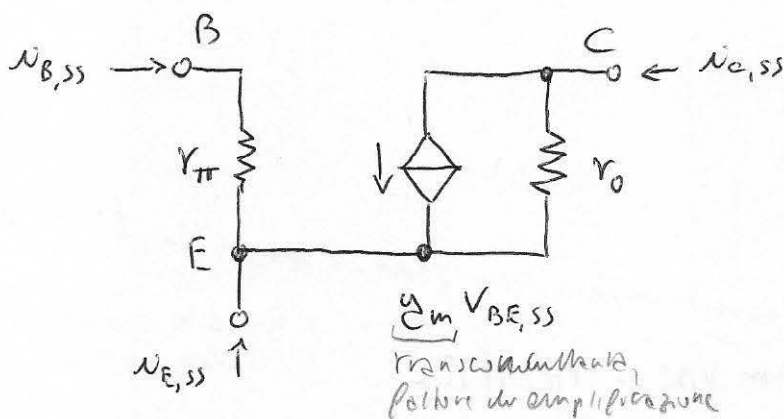 B
C
i_B,ss
i_c,ss
r_π
r_o
E
g_m V_BE,ss
i_E,ss
transconduttanza,
fattore di amplificazione